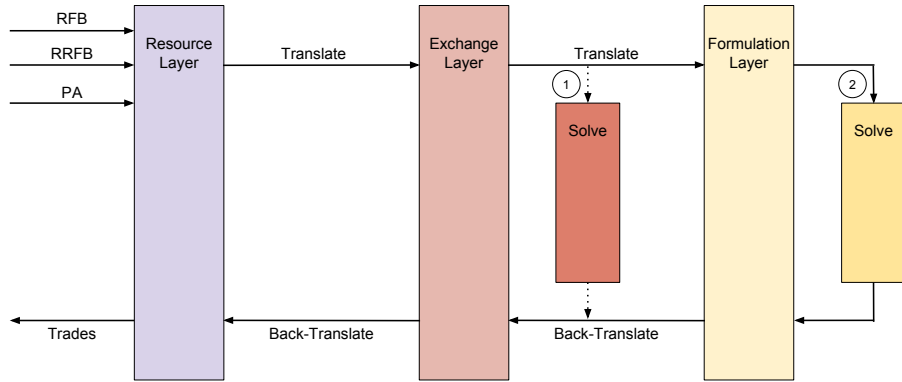 RFB
RRFB
PA
Resource
Layer
Translate
Exchange
Layer
Translate
1
Solve
Formulation
Layer
2
Solve
Trades
Back-Translate
Back-Translate